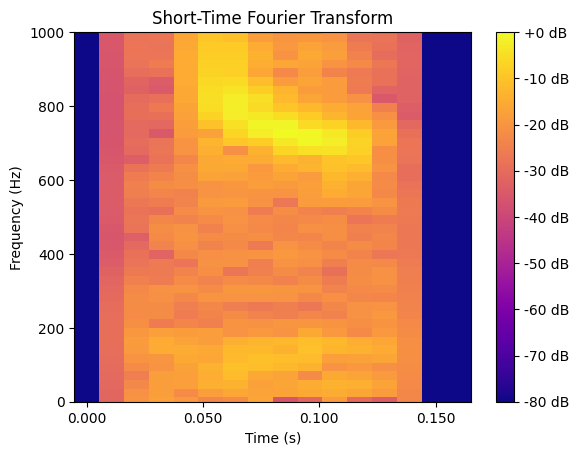 Short-Time Fourier Transform
1000
800
600
400
200
0
Frequency (Hz)
0.000
0.050
0.100
0.150
Time (s)
+0 dB
-10 dB
-20 dB
-30 dB
-40 dB
-50 dB
-60 dB
-70 dB
-80 dB